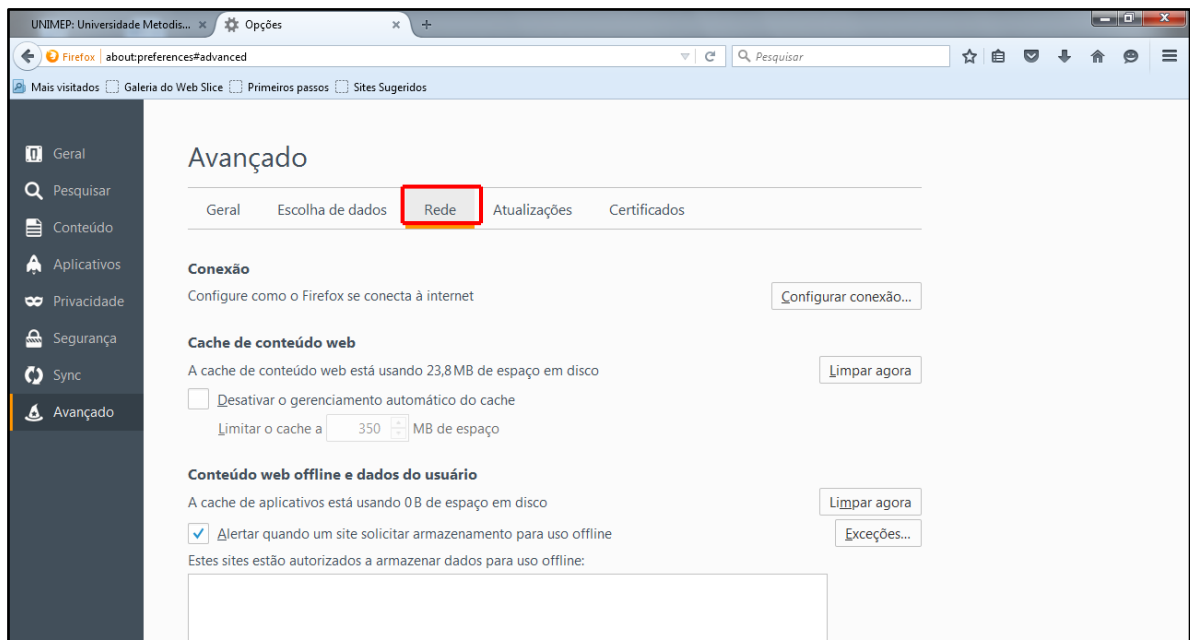 UNIMEP: Universidade Metodis...
Opções
Firefox about:preferences#advanced
Pesquisar
Mais visitados Galeria do Web Slice Primeiros passos Sites Sugeridos
Geral
Pesquisar
Conteúdo
Aplicativos
Privacidade
Segurança
Sync
Avançado
Avançado
Geral Escolha de dados Rede Atualizações Certificados
Conexão
Configure como o Firefox se conecta à internet
Configurar conexão...
Cache de conteúdo web
A cache de conteúdo web está usando 23,8 MB de espaço em disco
Limpar agora
Desativar o gerenciamento automático do cache
Limitar o cache a 350 MB de espaço
Conteúdo web offline e dados do usuário
A cache de aplicativos está usando 0 B de espaço em disco
Limpar agora
Alertar quando um site solicitar armazenamento para uso offline
Exceções...
Estes sites estão autorizados a armazenar dados para uso offline: